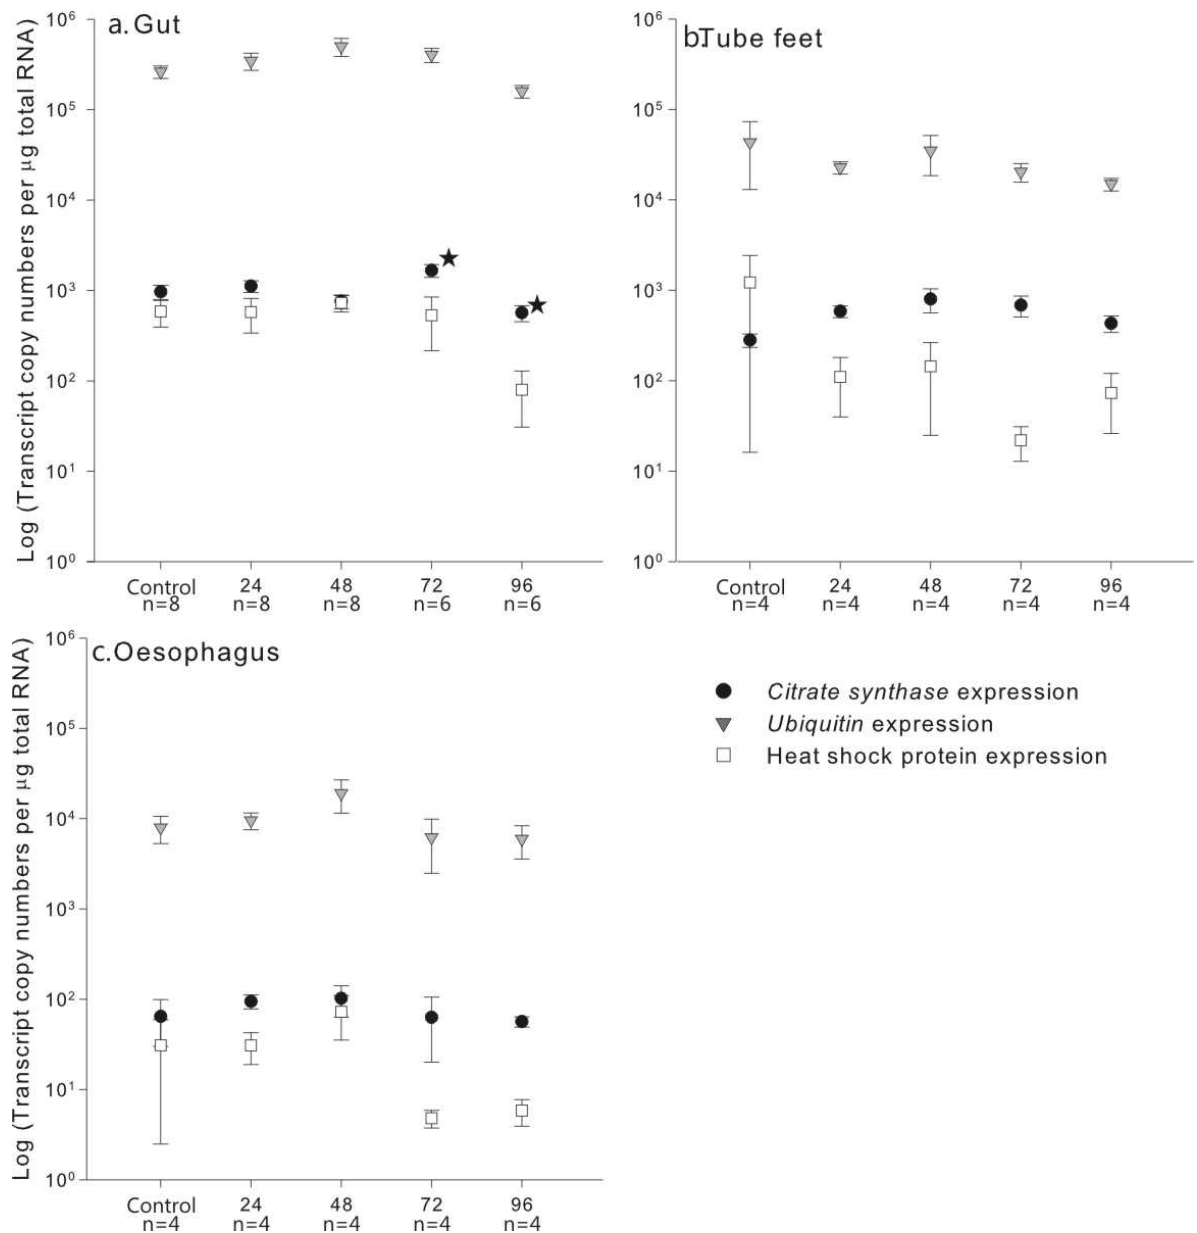 a. Gut
Log (Transcript copy numbers per μg total RNA)
10⁶
10⁵
10⁴
10³
10²
10¹
10⁰
Control 24 48 72 96
n=8 n=8 n=8 n=6 n=6
b.Tube feet
10⁶
10⁵
10⁴
10³
10²
10¹
10⁰
Control 24 48 72 96
n=4 n=4 n=4 n=4 n=4
c.Oesophagus
Log (Transcript copy numbers per μg total RNA)
10⁶
10⁵
10⁴
10³
10²
10¹
10⁰
Control 24 48 72 96
n=4 n=4 n=4 n=4 n=4
Citrate synthase expression
Ubiquitin expression
Heat shock protein expression